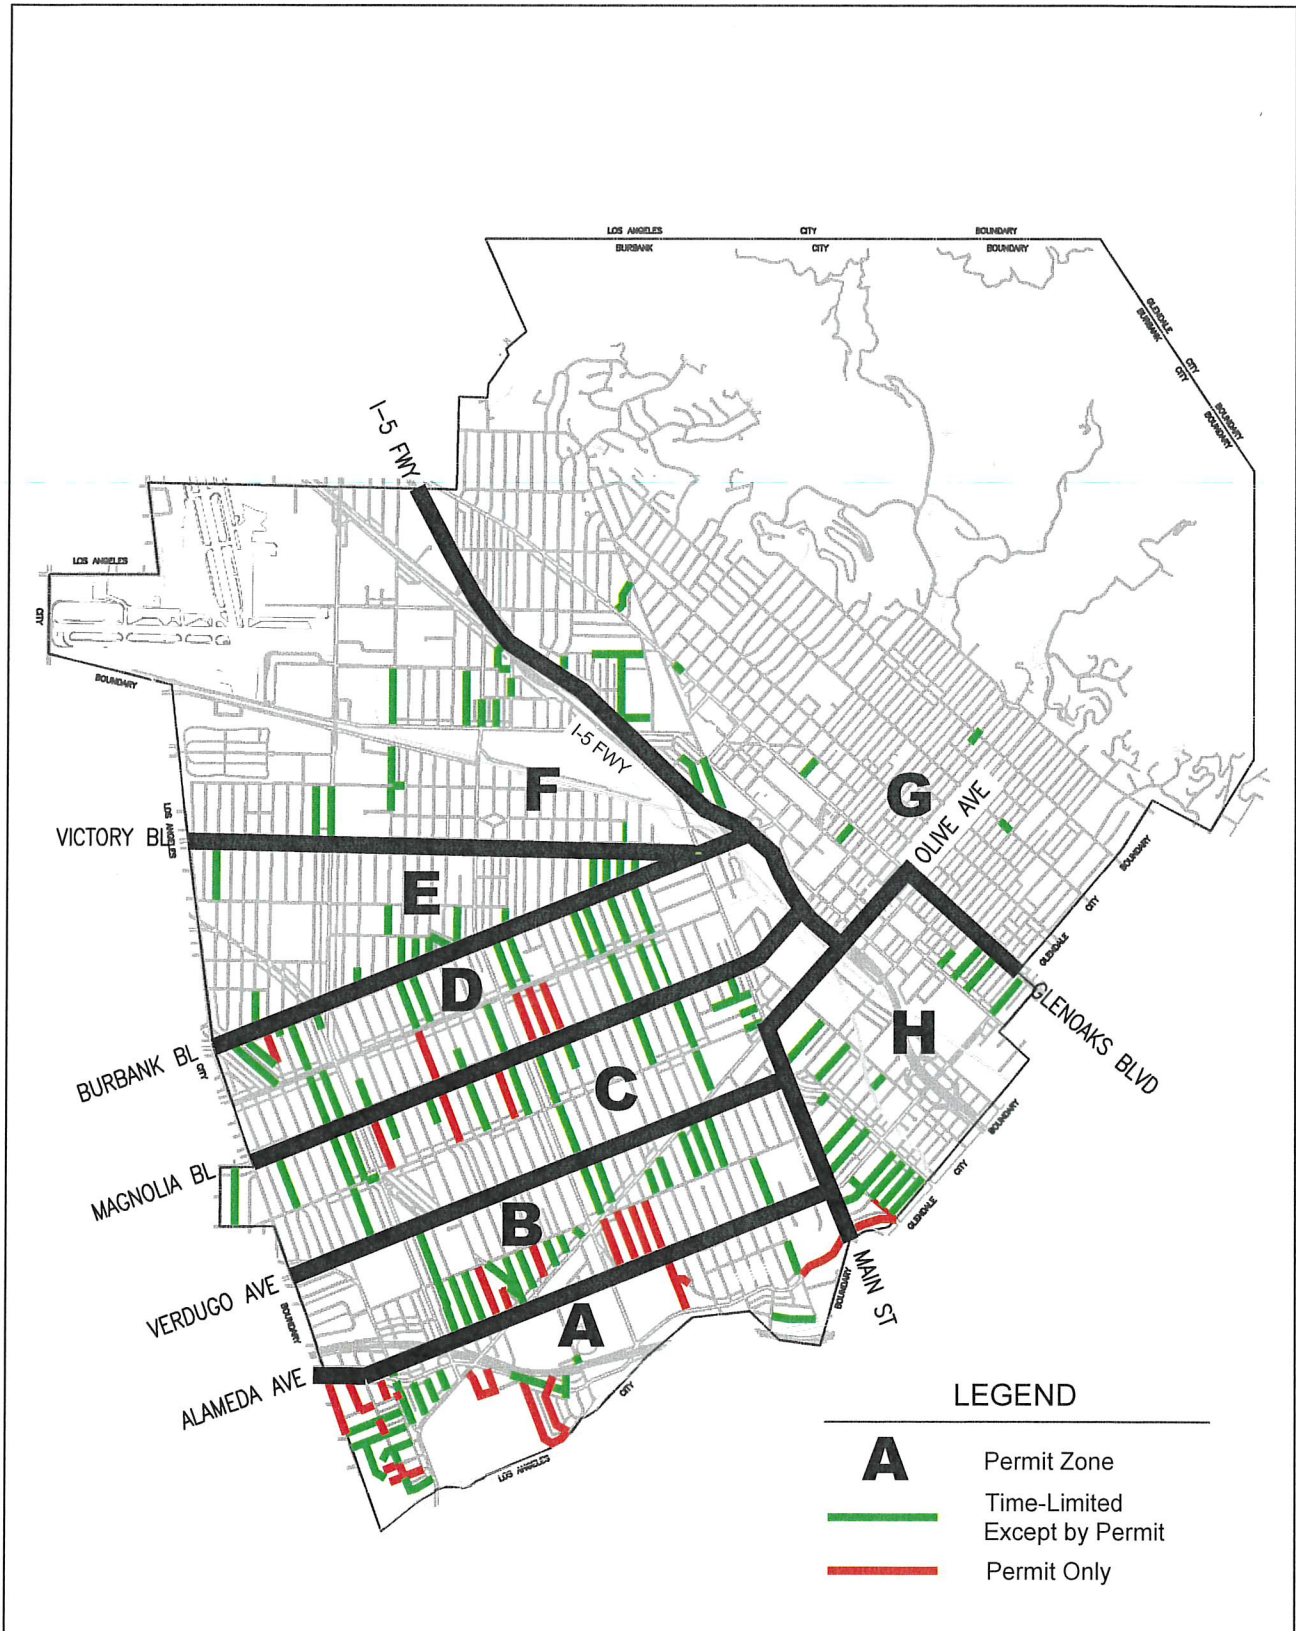 LOS ANGELES CITY BOUNDARY
BURBANK CITY BOUNDARY
GLENDALE CITY BOUNDARY
BURBANK CITY BOUNDARY
I-5 FWY
LOS ANGELES
CITY
BOUNDARY
I-5 FWY
F
G
OLIVE AVE
VICTORY BL
LOS ANGELES
E
BOUNDARY
CITY
GLENDALE
D
GLENOAKS BLVD
H
BURBANK BL
CITY
C
BOUNDARY
MAGNOLIA BL
CITY
GLENDALE
B
VERDUGO AVE
BOUNDARY
MAIN ST
BOUNDARY
A
ALAMEDA AVE
CITY
LOS ANGELES
LEGEND
A Permit Zone
Time-Limited
Except by Permit
Permit Only